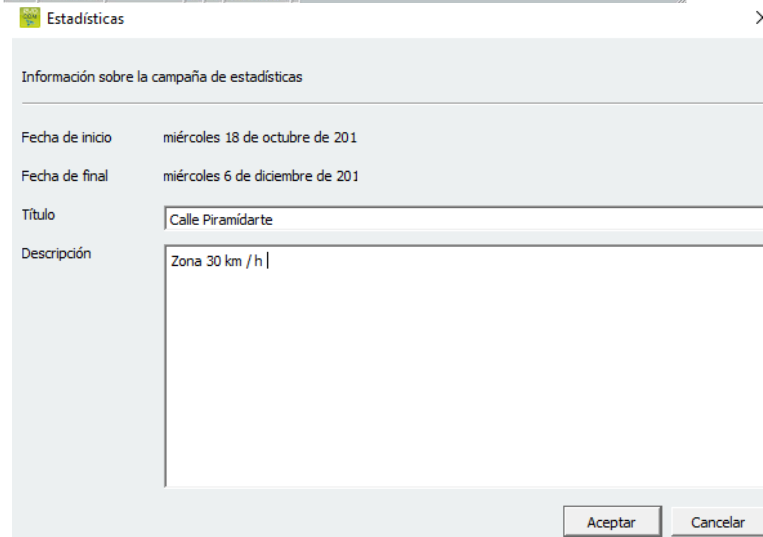 Estadísticas
Información sobre la campaña de estadísticas
Fecha de inicio miércoles 18 de octubre de 201
Fecha de final miércoles 6 de diciembre de 201
Título Calle Piramídarte
Descripción Zona 30 km / h
Aceptar Cancelar